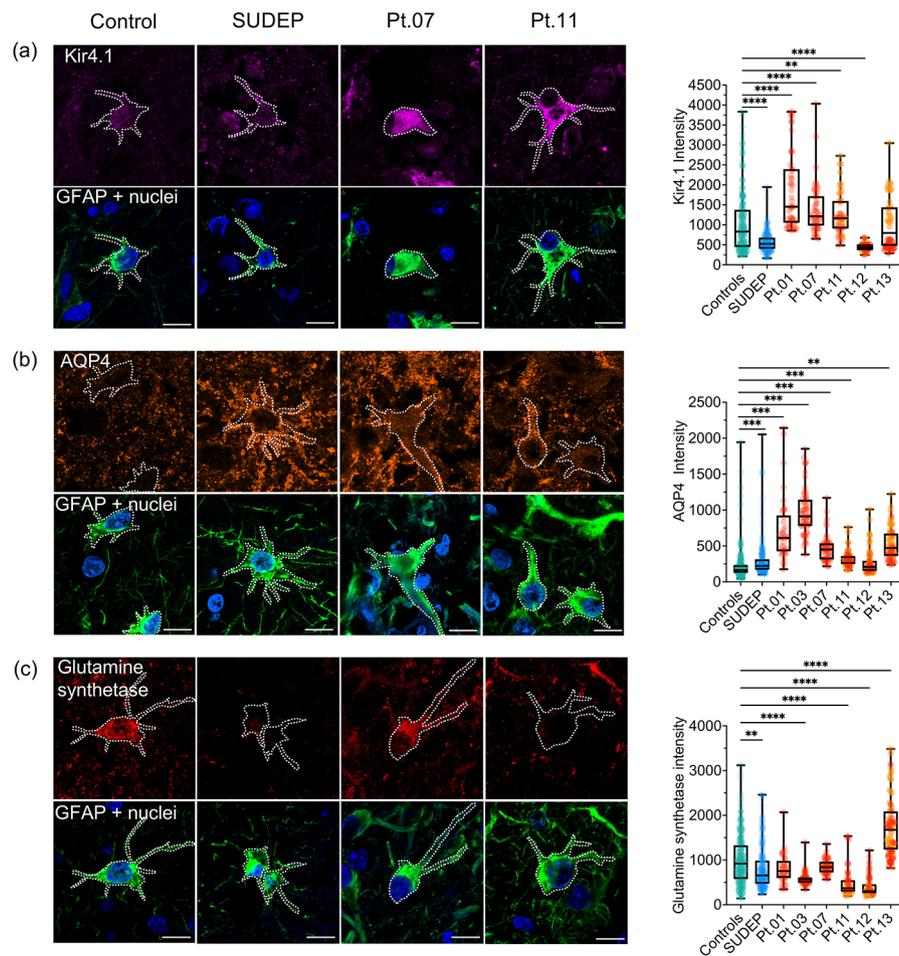 Control SUDEP Pt.07 Pt.11
(a)
Kir4.1
GFAP + nuclei
****
**
****
****
****
Kir4.1 Intensity
4500
4000
3500
3000
2500
2000
1500
1000
500
0
Controls SUDEP Pt.01 Pt.07 Pt.11 Pt.12 Pt.13
(b)
AQP4
GFAP + nuclei
**
***
***
***
***
***
AQP4 Intensity
2500
2000
1500
1000
500
0
Controls SUDEP Pt.01 Pt.03 Pt.07 Pt.11 Pt.12 Pt.13
(c)
Glutamine
synthetase
GFAP + nuclei
****
****
****
****
**
Glutamine synthetase intensity
4000
3000
2000
1000
0
Controls SUDEP Pt.01 Pt.03 Pt.07 Pt.11 Pt.12 Pt.13